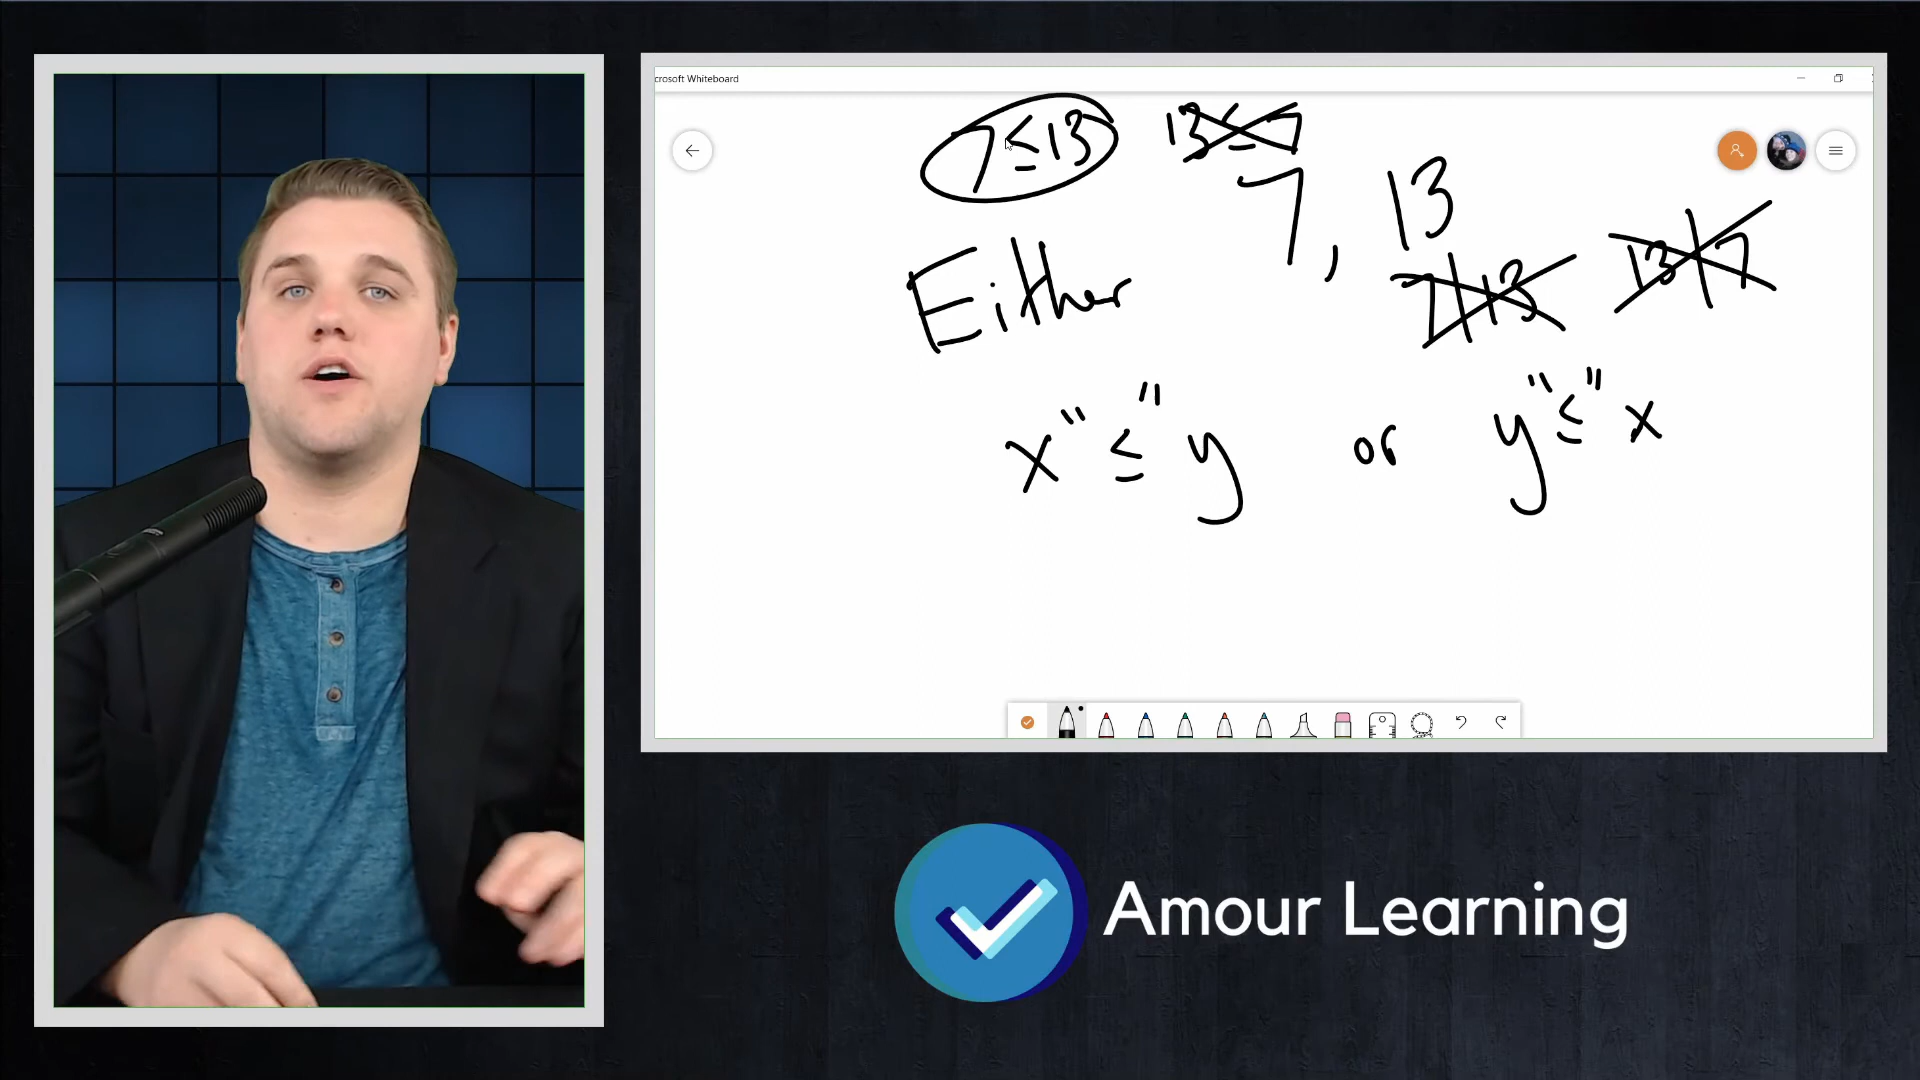 crosoft Whiteboard
7 ≤ 13 13 ≤ 7
7, 13
Either 7 | 13 13 | 7
x "≤" y or y "≤" x
Amour Learning